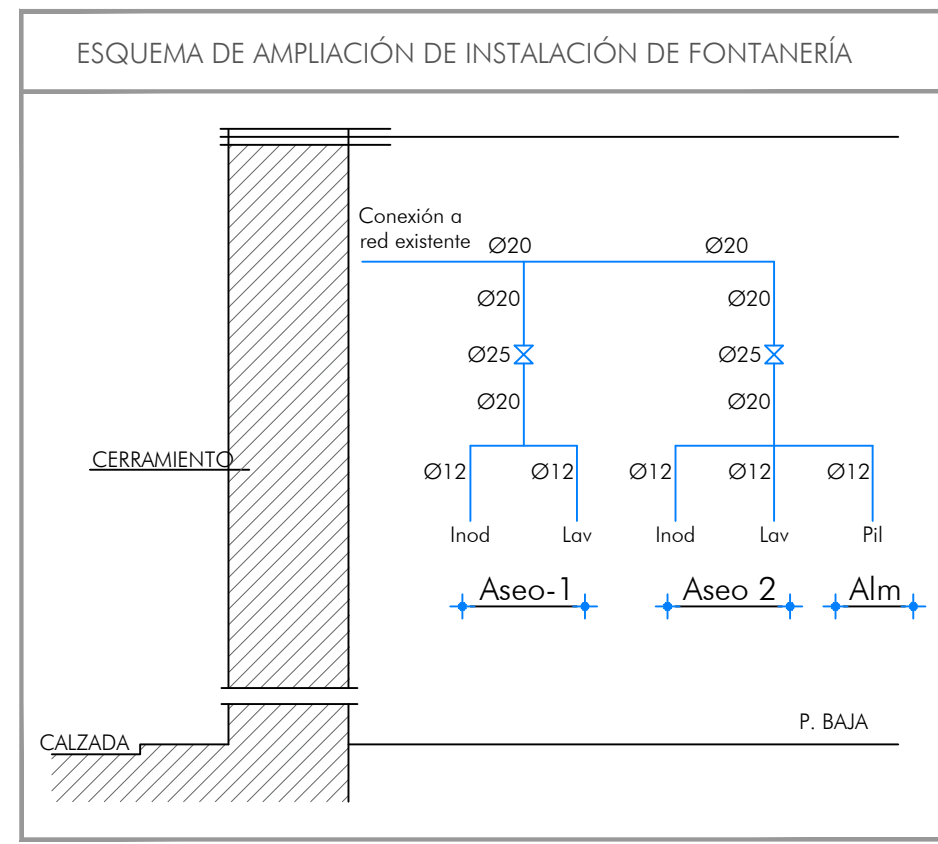 ESQUEMA DE AMPLIACIÓN DE INSTALACIÓN DE FONTANERÍA
Conexión a
red existente
Ø20 Ø20
Ø20 Ø20
Ø25 Ø25
Ø20 Ø20
CERRAMIENTO
Ø12 Ø12 Ø12 Ø12 Ø12
Inod Lav Inod Lav Pil
Aseo-1 Aseo 2 Alm
P. BAJA
CALZADA